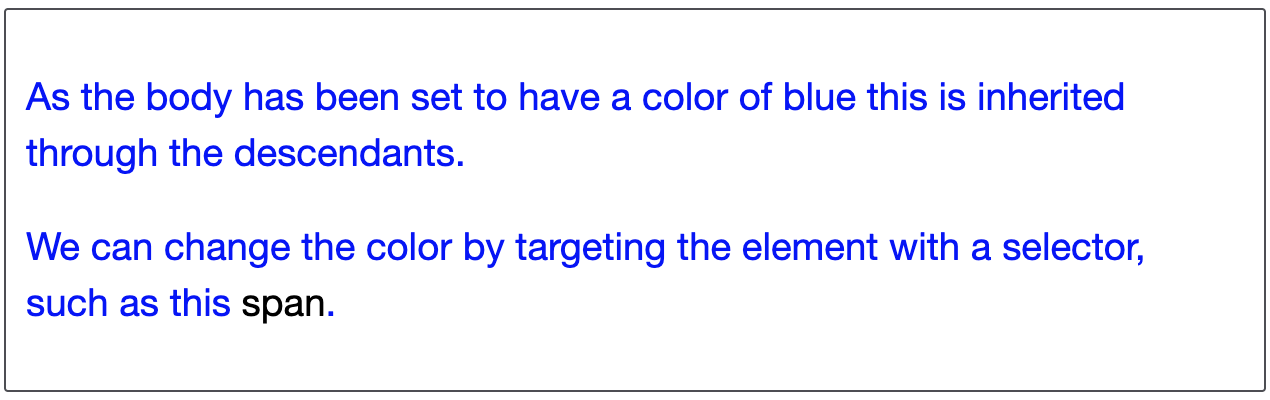 As the body has been set to have a color of blue this is inherited
through the descendants.
We can change the color by targeting the element with a selector,
such as this span.